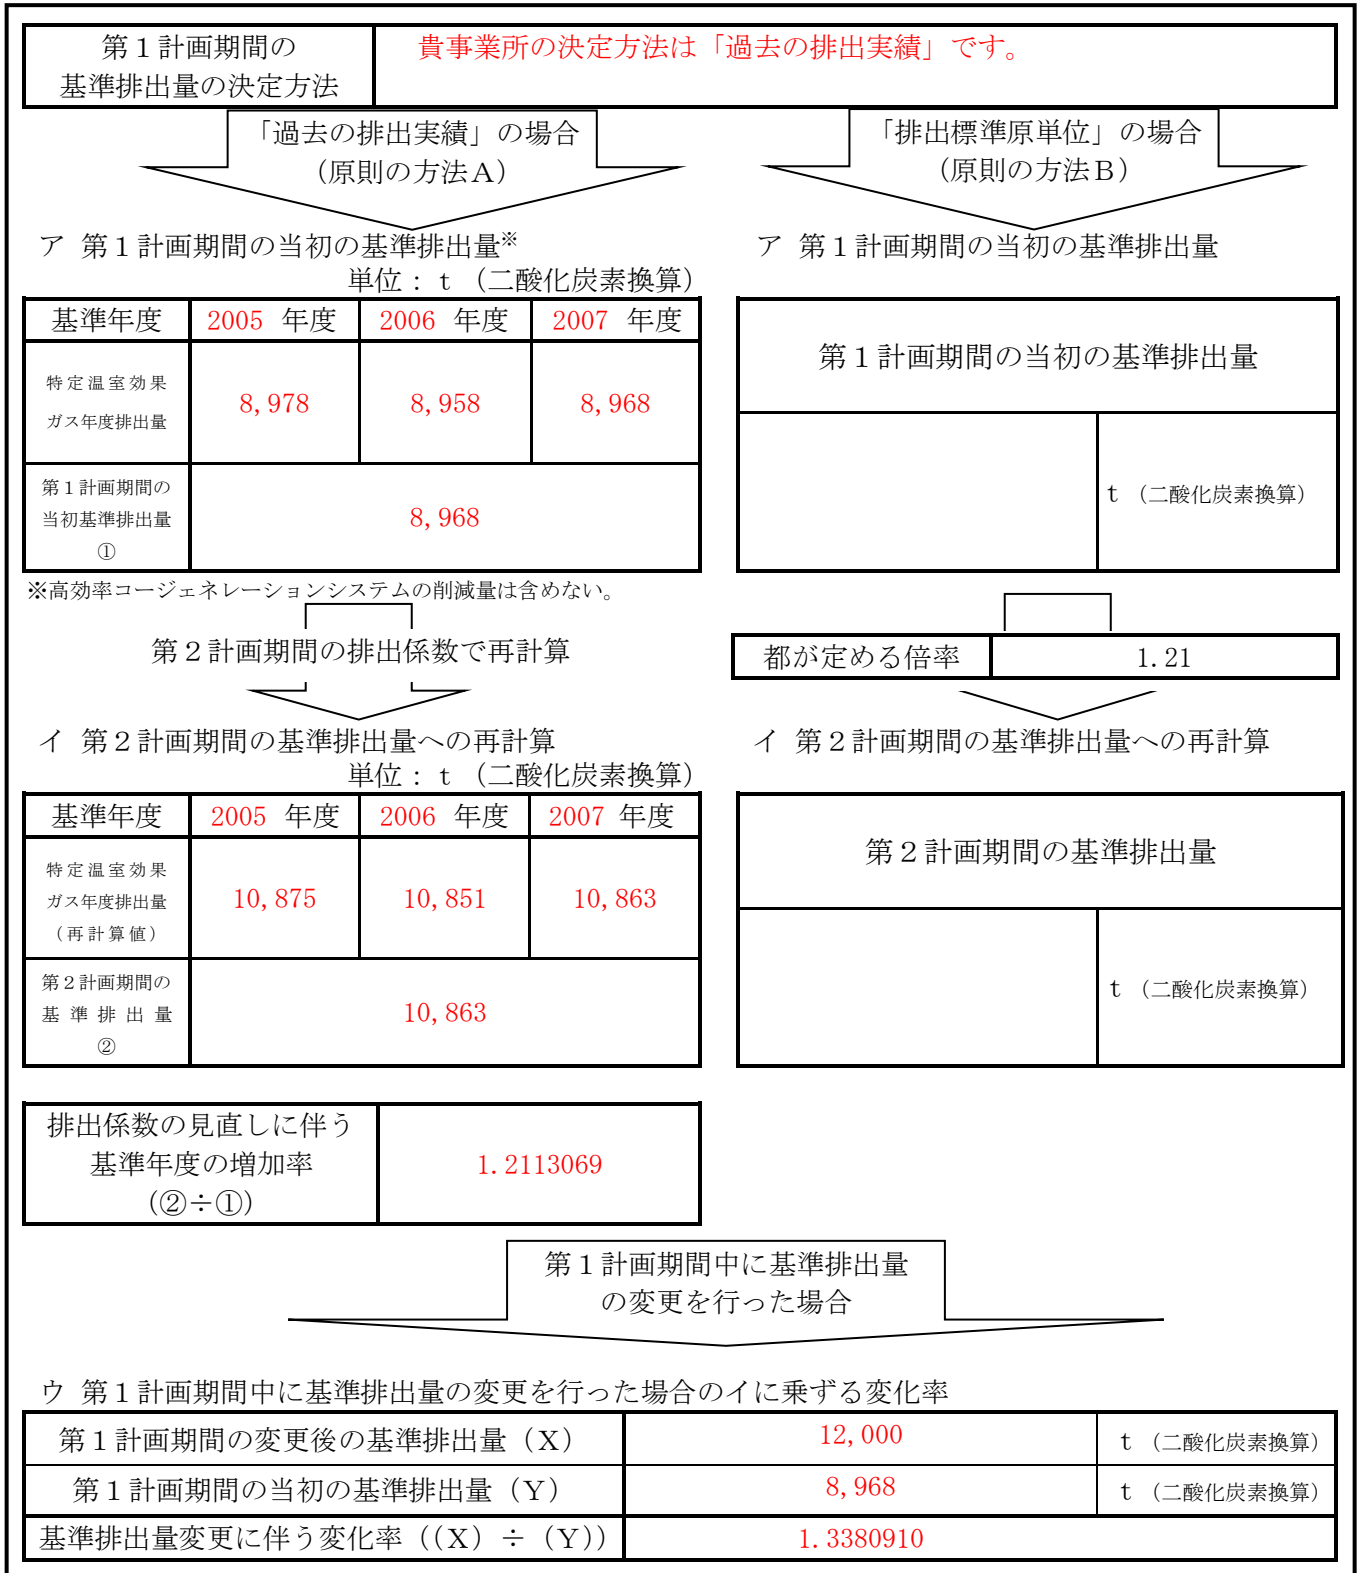 第１計画期間の
基準排出量の決定方法
貴事業所の決定方法は「過去の排出実績」です。
「過去の排出実績」の場合
（原則の方法Ａ）
「排出標準原単位」の場合
（原則の方法Ｂ）
ア 第１計画期間の当初の基準排出量※
単位：ｔ（二酸化炭素換算）
基準年度 2005 年度 2006 年度 2007 年度
特定温室効果
ガス年度排出量
8,978 8,958 8,968
第１計画期間の
当初基準排出量
①
8,968
※高効率コージェネレーションシステムの削減量は含めない。
ア 第１計画期間の当初の基準排出量
第１計画期間の当初の基準排出量
ｔ（二酸化炭素換算）
第２計画期間の排出係数で再計算
都が定める倍率 1.21
イ 第２計画期間の基準排出量への再計算
単位：ｔ（二酸化炭素換算）
基準年度 2005 年度 2006 年度 2007 年度
特定温室効果
ガス年度排出量
（再計算値）
10,875 10,851 10,863
第２計画期間の
基準排出量
②
10,863
イ 第２計画期間の基準排出量への再計算
第２計画期間の基準排出量
ｔ（二酸化炭素換算）
排出係数の見直しに伴う
基準年度の増加率
（②÷①）
1.2113069
第１計画期間中に基準排出量
の変更を行った場合
ウ 第１計画期間中に基準排出量の変更を行った場合のイに乗ずる変化率
第１計画期間の変更後の基準排出量（Ｘ） 12,000 ｔ（二酸化炭素換算）
第１計画期間の当初の基準排出量（Ｙ） 8,968 ｔ（二酸化炭素換算）
基準排出量変更に伴う変化率（（Ｘ）÷（Ｙ）） 1.3380910